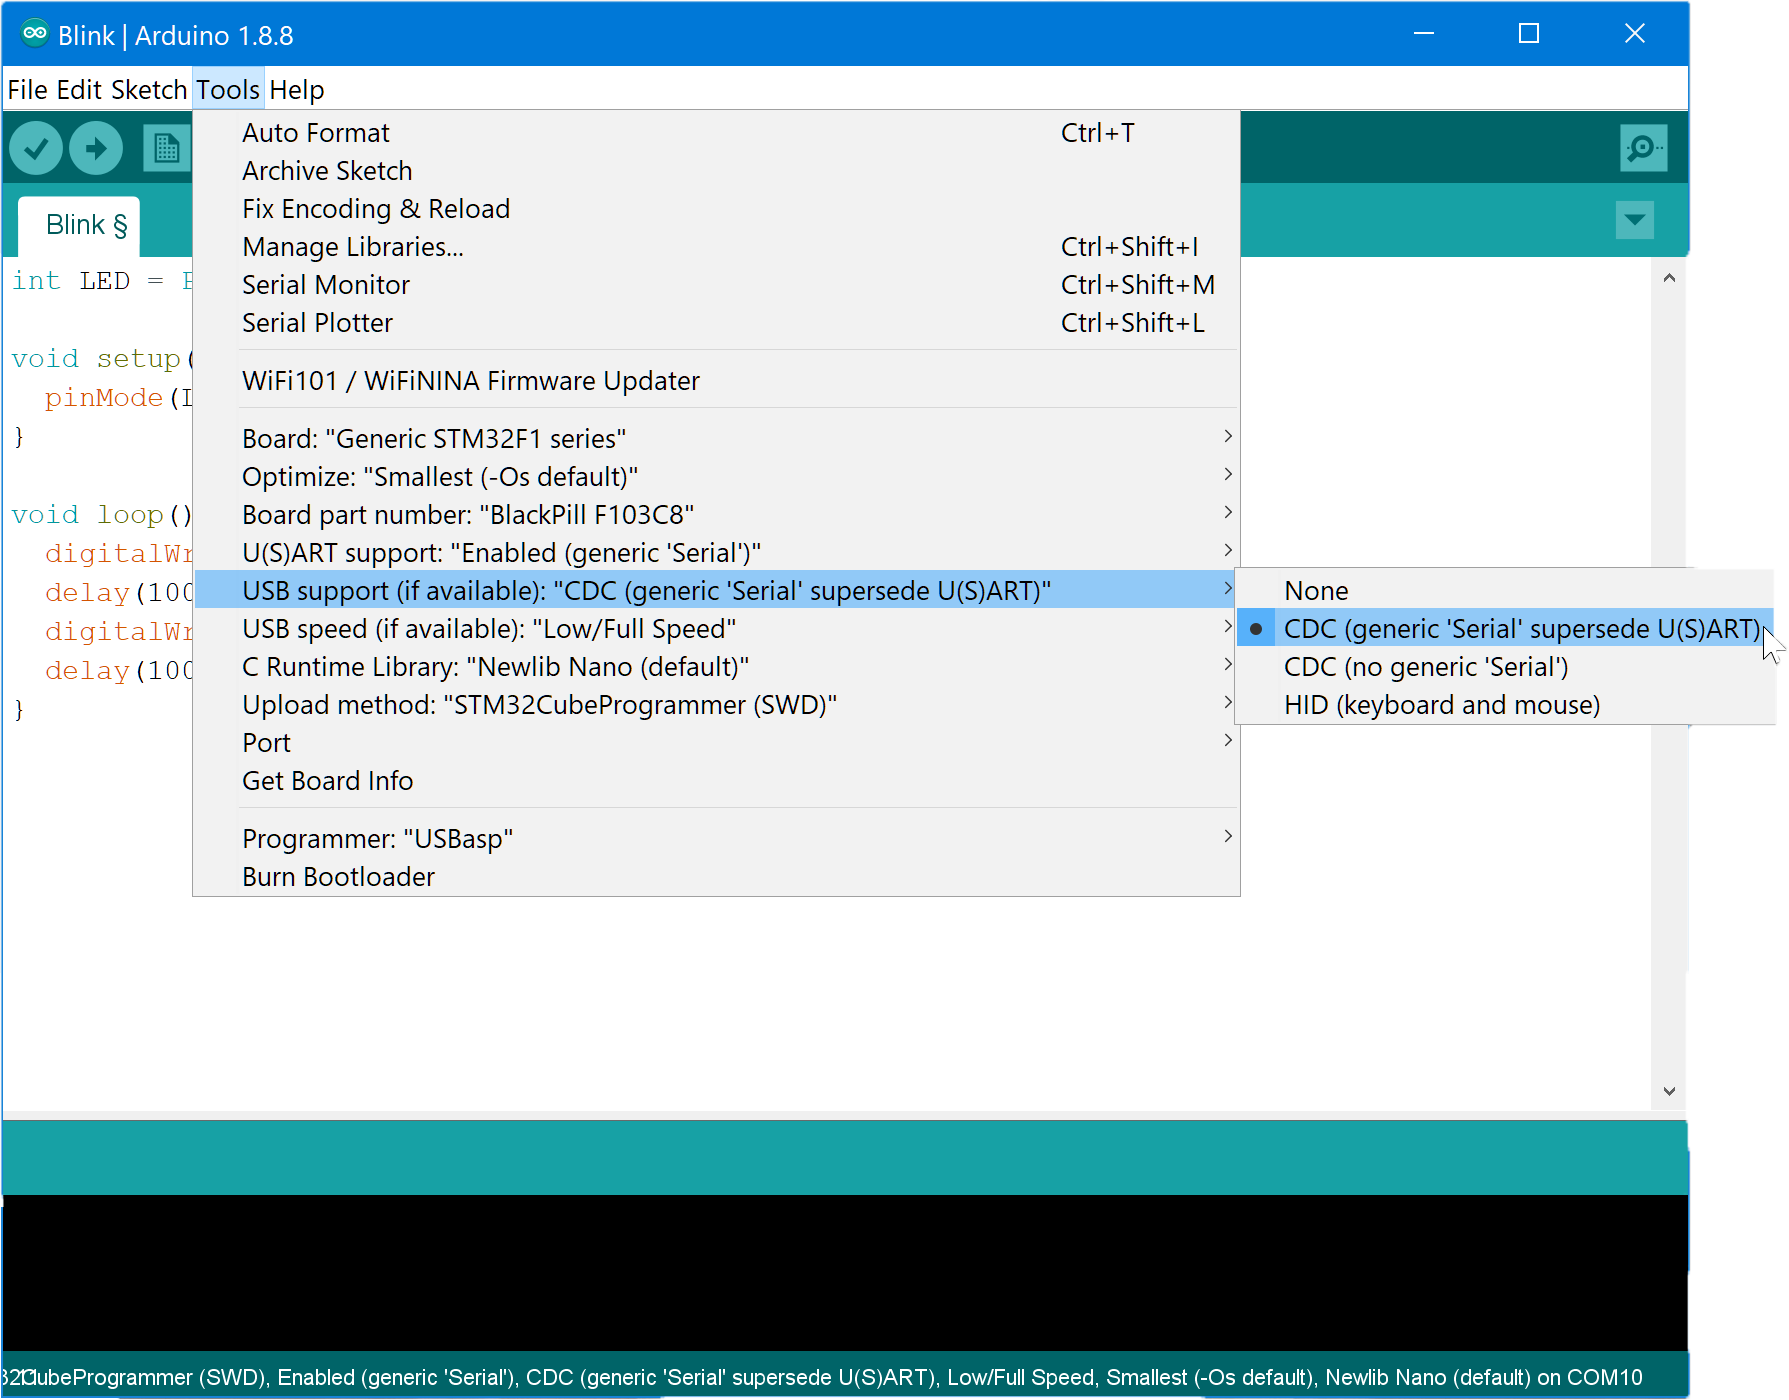 Blink | Arduino 1.8.8
File Edit Sketch Tools Help
Auto Format Ctrl+T
Archive Sketch
Fix Encoding & Reload
Manage Libraries... Ctrl+Shift+I
Serial Monitor Ctrl+Shift+M
Serial Plotter Ctrl+Shift+L
WiFi101 / WiFiNINA Firmware Updater
Board: "Generic STM32F1 series"
Optimize: "Smallest (-Os default)"
Board part number: "BlackPill F103C8"
U(S)ART support: "Enabled (generic 'Serial')"
USB support (if available): "CDC (generic 'Serial' supersede U(S)ART)"
USB speed (if available): "Low/Full Speed"
C Runtime Library: "Newlib Nano (default)"
Upload method: "STM32CubeProgrammer (SWD)"
Port
Get Board Info
Programmer: "USBasp"
Burn Bootloader
None
CDC (generic 'Serial' supersede U(S)ART)
CDC (no generic 'Serial')
HID (keyboard and mouse)
Blink §
int LED =
void setup(
pinMode(
}
void loop()
digitalWr
delay(100
digitalWr
delay(100
}
CubeProgrammer (SWD), Enabled (generic 'Serial'), CDC (generic 'Serial' supersede U(S)ART), Low/Full Speed, Smallest (-Os default), Newlib Nano (default) on COM10